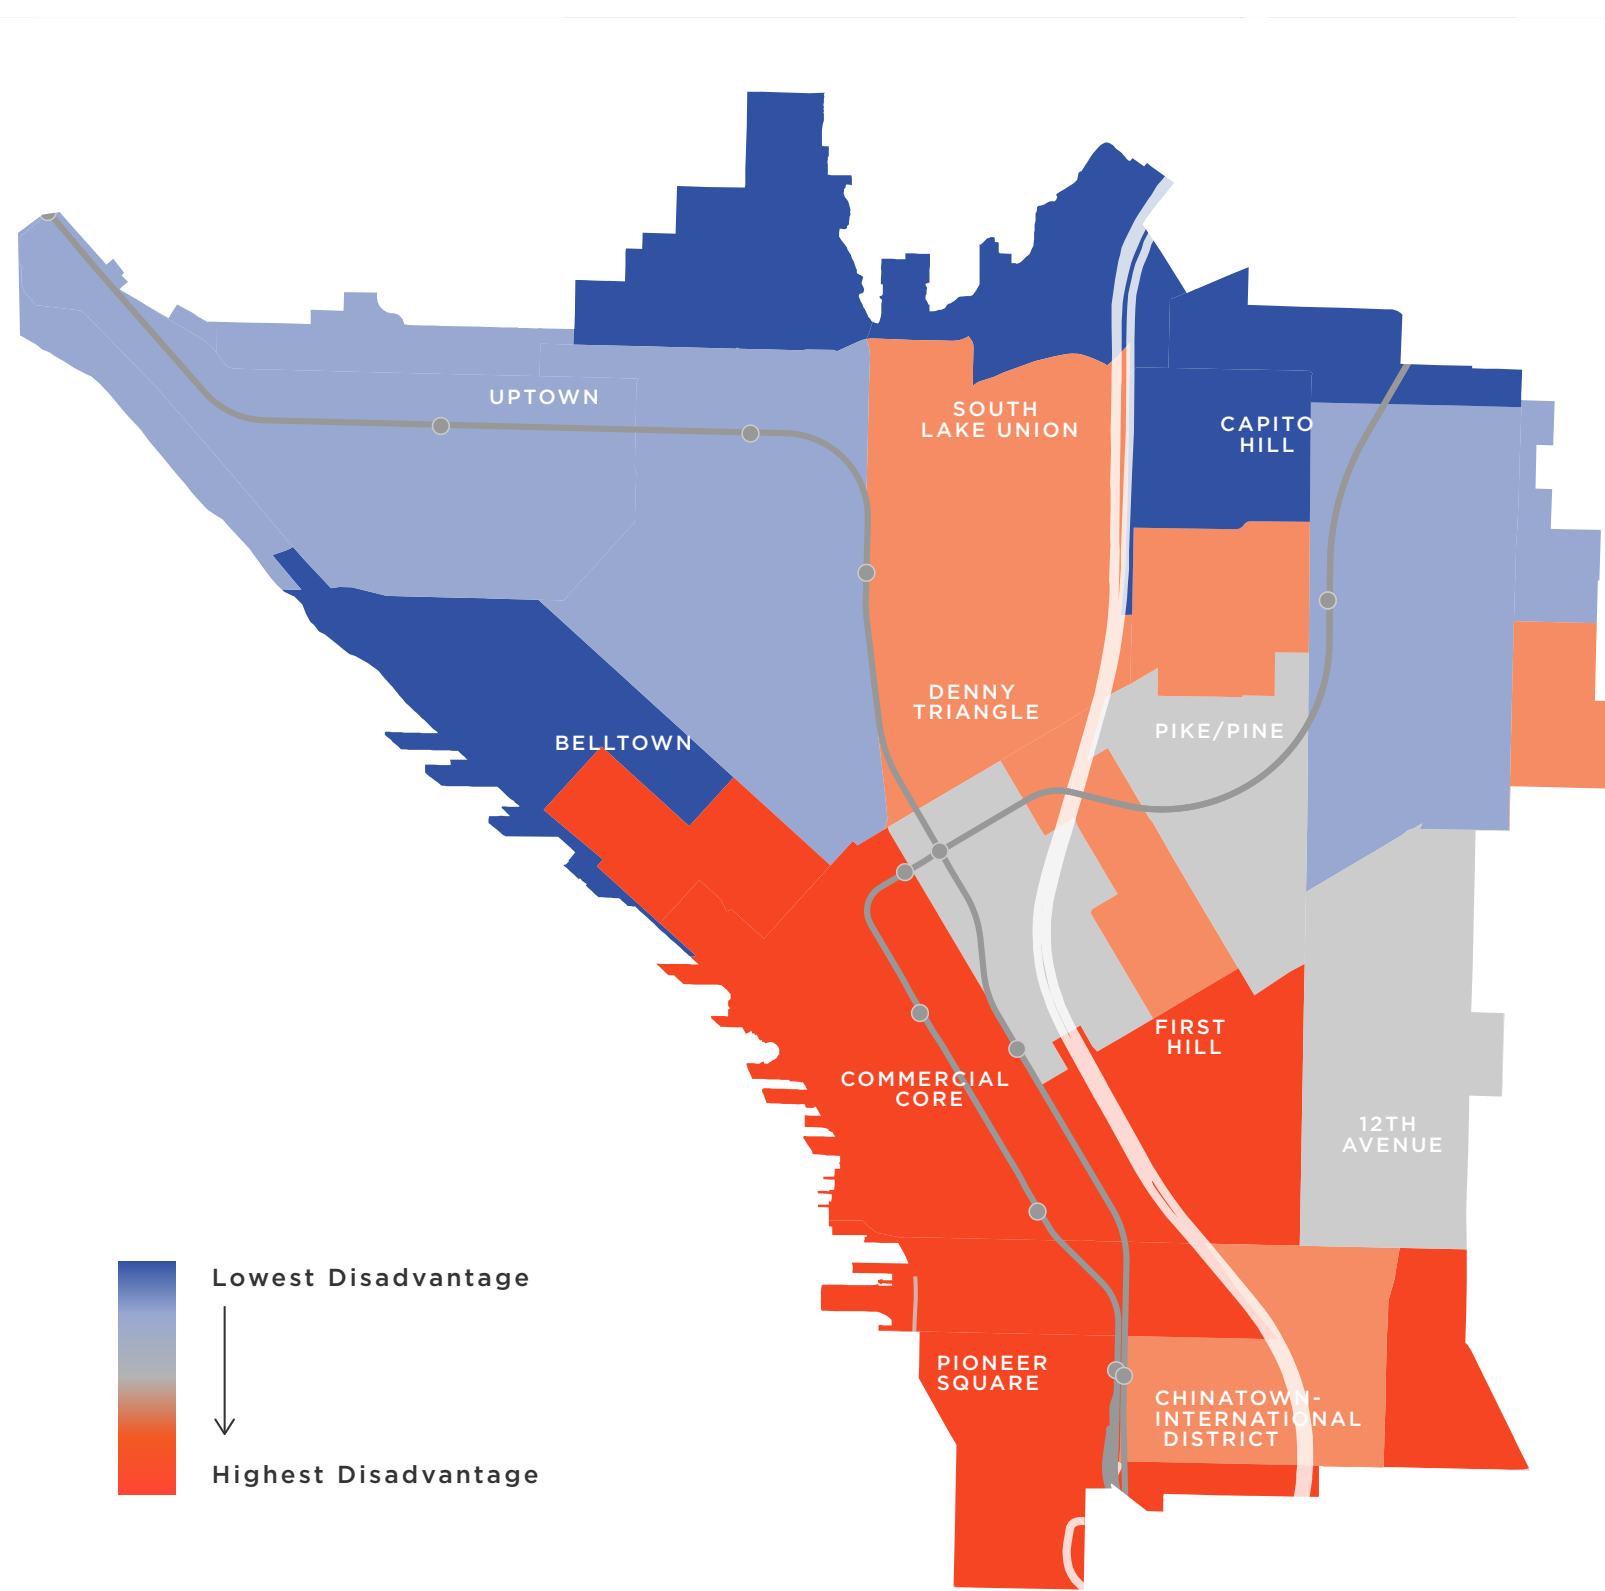 UPTOWN
SOUTH
LAKE UNION
CAPITO
HILL
DENNY
TRIANGLE
PIKE/PINE
BELLTOWN
FIRST
HILL
COMMERCIAL
CORE
12TH
AVENUE
Lowest Disadvantage
Highest Disadvantage
PIONEER
SQUARE
CHINATOWN-
INTERNATIONAL
DISTRICT